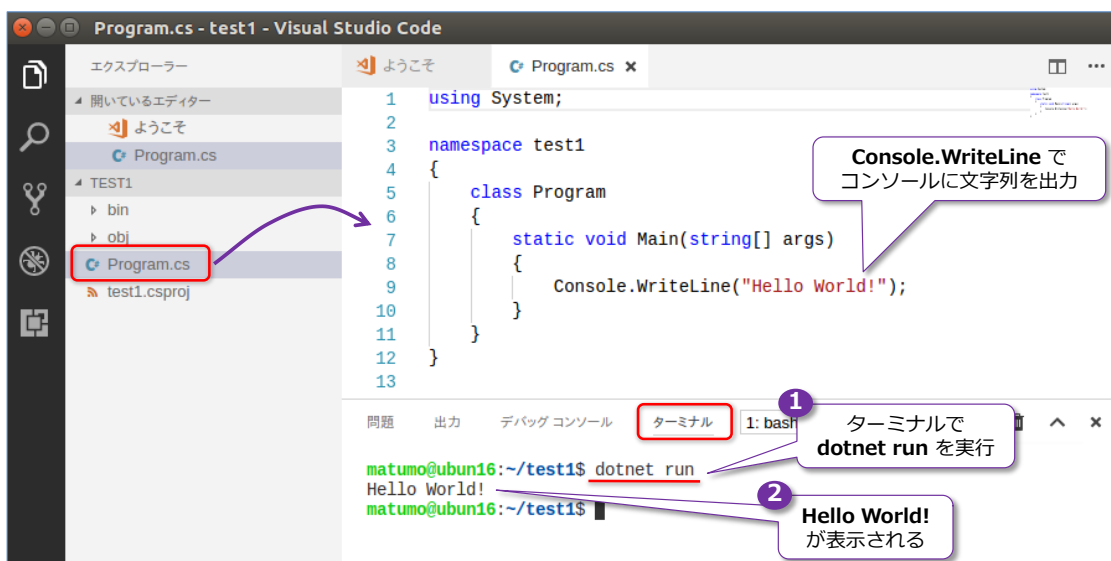 Program.cs - test1 - Visual Studio Code
エクスプローラー
開いているエディター
ようこそ
Program.cs
TEST1
bin
obj
Program.cs
test1.csproj
ようこそ
Program.cs
1 using System;
2
3 namespace test1
4 {
5 class Program
6 {
7 static void Main(string[] args)
8 {
9 Console.WriteLine("Hello World!");
10 }
11 }
12 }
13
Console.WriteLine で
コンソールに文字列を出力
問題 出力 デバッグ コンソール ターミナル 1: bash
1
ターミナルで
dotnet run を実行
matumo@ubun16:~/test1$ dotnet run
Hello World!
matumo@ubun16:~/test1$
2
Hello World!
が表示される